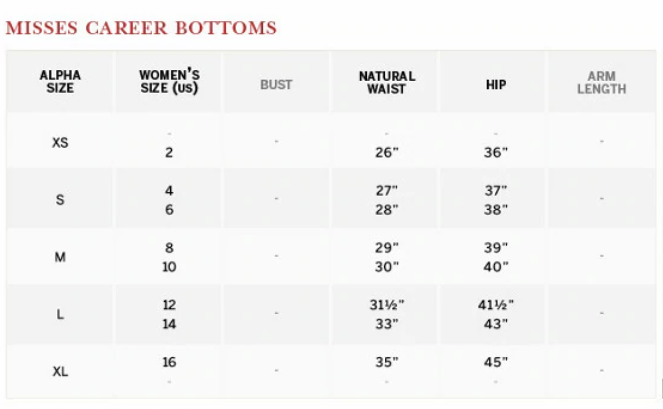 MISSES CAREER BOTTOMS
ALPHA SIZE WOMEN'S SIZE (US) BUST NATURAL WAIST HIP ARM LENGTH
XS - - - - -
2 26" 36"
S 4 - 27" 37" -
6 28" 38"
M 8 - 29" 39" -
10 30" 40"
L 12 - 31½" 41½" -
14 33" 43"
XL 16 - 35" 45" -
- - -